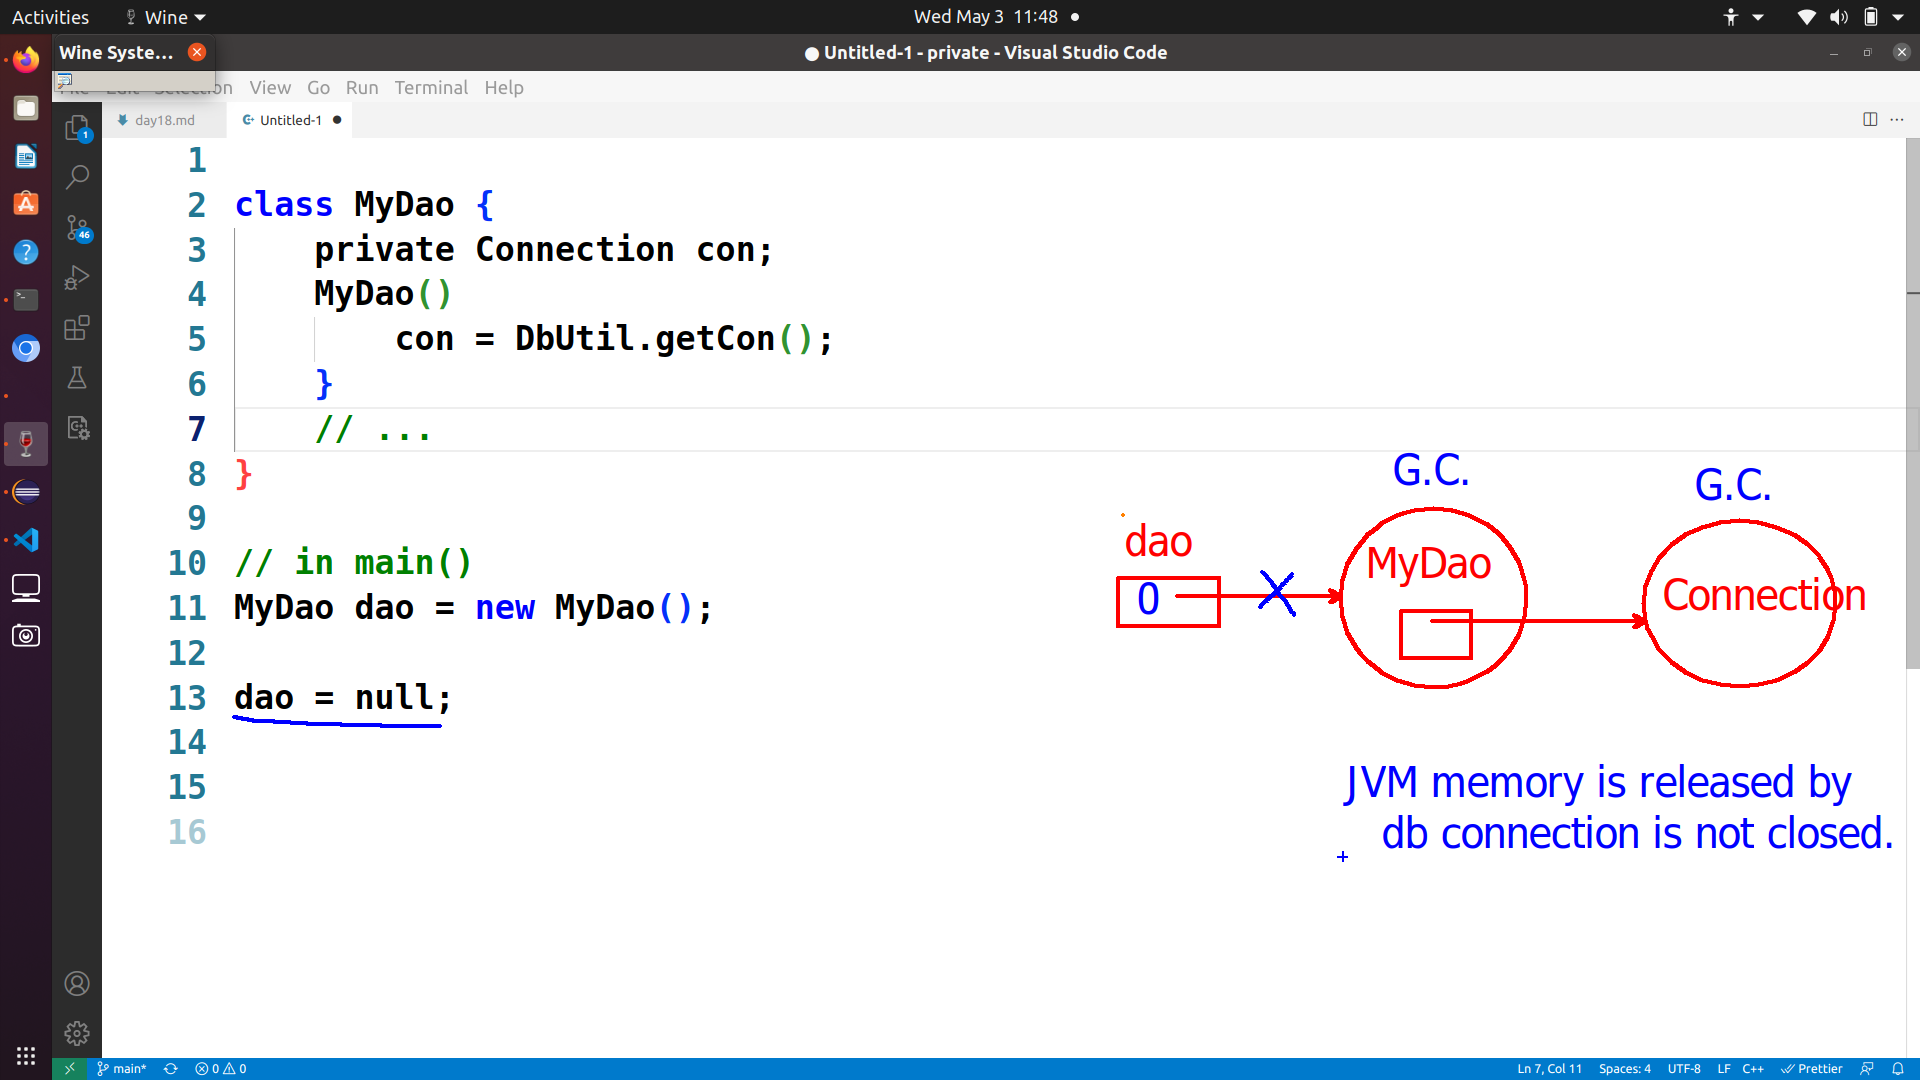 Activities
Wine
Wed May 3 11:48
Wine Syste...
Untitled-1 - private - Visual Studio Code
Selection View Go Run Terminal Help
day18.md
Untitled-1
1
46
1
2 class MyDao {
3 private Connection con;
4 MyDao()
5 con = DbUtil.getCon();
6 }
7 // ...
8 }
9
10 // in main()
11 MyDao dao = new MyDao();
12
13 dao = null;
14
15
16
G.C.
G.C.
dao
0
MyDao
Connection
JVM memory is released by
db connection is not closed.
main*
0 0
Ln 7, Col 11 Spaces: 4 UTF-8 LF C++ Prettier